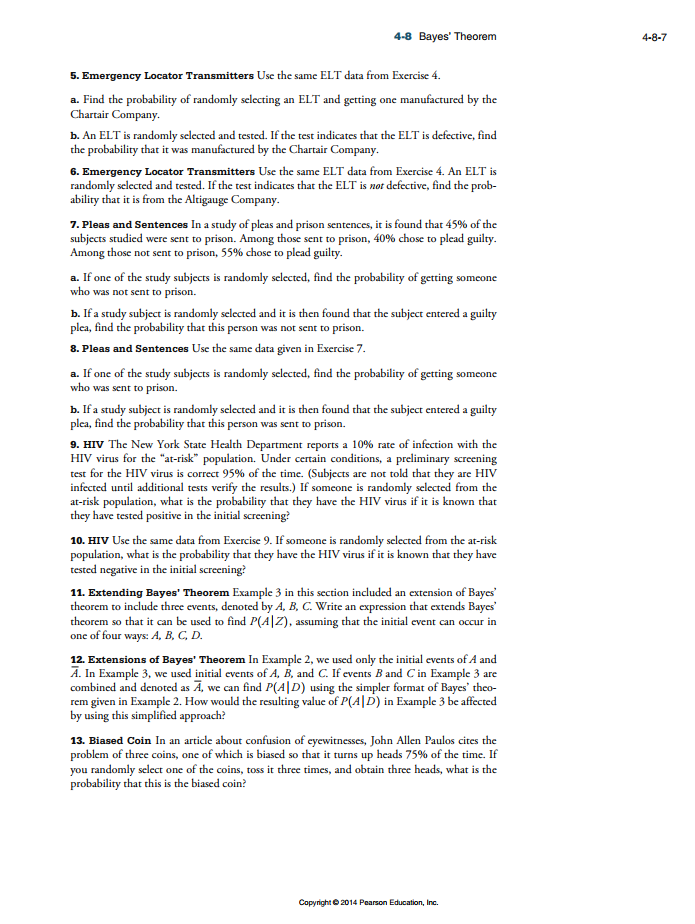 4-8 Bayes' Theorem 4-8-7
5. Emergency Locator Transmitters Use the same ELT data from Exercise 4.
a. Find the probability of randomly selecting an ELT and getting one manufactured by the
Chartair Company.
b. An ELT is randomly selected and tested. If the test indicates that the ELT is defective, find
the probability that it was manufactured by the Chartair Company.
6. Emergency Locator Transmitters Use the same ELT data from Exercise 4. An ELT is
randomly selected and tested. If the test indicates that the ELT is not defective, find the prob-
ability that it is from the Altigauge Company.
7. Pleas and Sentences In a study of pleas and prison sentences, it is found that 45% of the
subjects studied were sent to prison. Among those sent to prison, 40% chose to plead guilty.
Among those not sent to prison, 55% chose to plead guilty.
a. If one of the study subjects is randomly selected, find the probability of getting someone
who was not sent to prison.
b. If a study subject is randomly selected and it is then found that the subject entered a guilty
plea, find the probability that this person was not sent to prison.
8. Pleas and Sentences Use the same data given in Exercise 7.
a. If one of the study subjects is randomly selected, find the probability of getting someone
who was sent to prison.
b. If a study subject is randomly selected and it is then found that the subject entered a guilty
plea, find the probability that this person was sent to prison.
9. HIV The New York State Health Department reports a 10% rate of infection with the
HIV virus for the “at-risk” population. Under certain conditions, a preliminary screening
test for the HIV virus is correct 95% of the time. (Subjects are not told that they are HIV
infected until additional tests verify the results.) If someone is randomly selected from the
at-risk population, what is the probability that they have the HIV virus if it is known that
they have tested positive in the initial screening?
10. HIV Use the same data from Exercise 9. If someone is randomly selected from the at-risk
population, what is the probability that they have the HIV virus if it is known that they have
tested negative in the initial screening?
11. Extending Bayes' Theorem Example 3 in this section included an extension of Bayes'
theorem to include three events, denoted by A, B, C. Write an expression that extends Bayes'
theorem so that it can be used to find P(A|Z), assuming that the initial event can occur in
one of four ways: A, B, C, D.
12. Extensions of Bayes' Theorem In Example 2, we used only the initial events of A and
A̅. In Example 3, we used initial events of A, B, and C. If events B and C in Example 3 are
combined and denoted as A̅, we can find P(A|D) using the simpler format of Bayes' theo-
rem given in Example 2. How would the resulting value of P(A|D) in Example 3 be affected
by using this simplified approach?
13. Biased Coin In an article about confusion of eyewitnesses, John Allen Paulos cites the
problem of three coins, one of which is biased so that it turns up heads 75% of the time. If
you randomly select one of the coins, toss it three times, and obtain three heads, what is the
probability that this is the biased coin?
Copyright © 2014 Pearson Education, Inc.